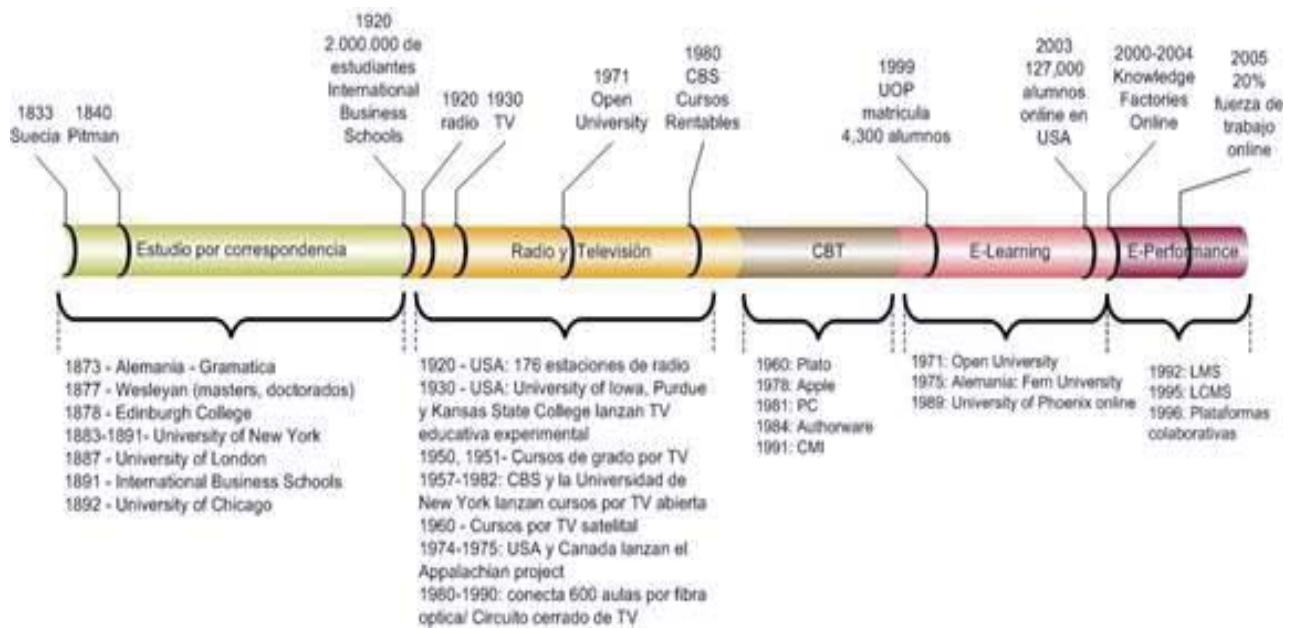 1833
Suecia
1840
Pitman
1920
2.000.000 de
estudiantes
International
Business
Schools
1920
radio
1930
TV
1971
Open
University
1980
CBS
Cursos
Rentables
1999
UOP
matricula
4,300 alumnos
2003
127,000
alumnos
online en
USA
2000-2004
Knowledge
Factories
Online
2005
20%
fuerza de
trabajo
online
Estudio por correspondencia
Radio y Televisión
CBT
E-Learning
E-Performance
1873 - Alemania - Gramatica
1877 - Wesleyan (masters, doctorados)
1878 - Edinburgh College
1883-1891- University of New York
1887 - University of London
1891 - International Business Schools
1892 - University of Chicago
1920 - USA: 176 estaciones de radio
1930 - USA: University of Iowa, Purdue
y Kansas State College lanzan TV
educativa experimental
1950, 1951- Cursos de grado por TV
1957-1982: CBS y la Universidad de
New York lanzan cursos por TV abierta
1960 - Cursos por TV satelital
1974-1975: USA y Canada lanzan el
Appalachian project
1980-1990: conecta 600 aulas por fibra
optica/ Circuito cerrado de TV
1960: Plato
1978: Apple
1981: PC
1984: Authorware
1991: CMI
1971: Open University
1975: Alemania: Fern University
1989: University of Phoenix online
1992: LMS
1995: LCMS
1996: Plataformas
colaborativas